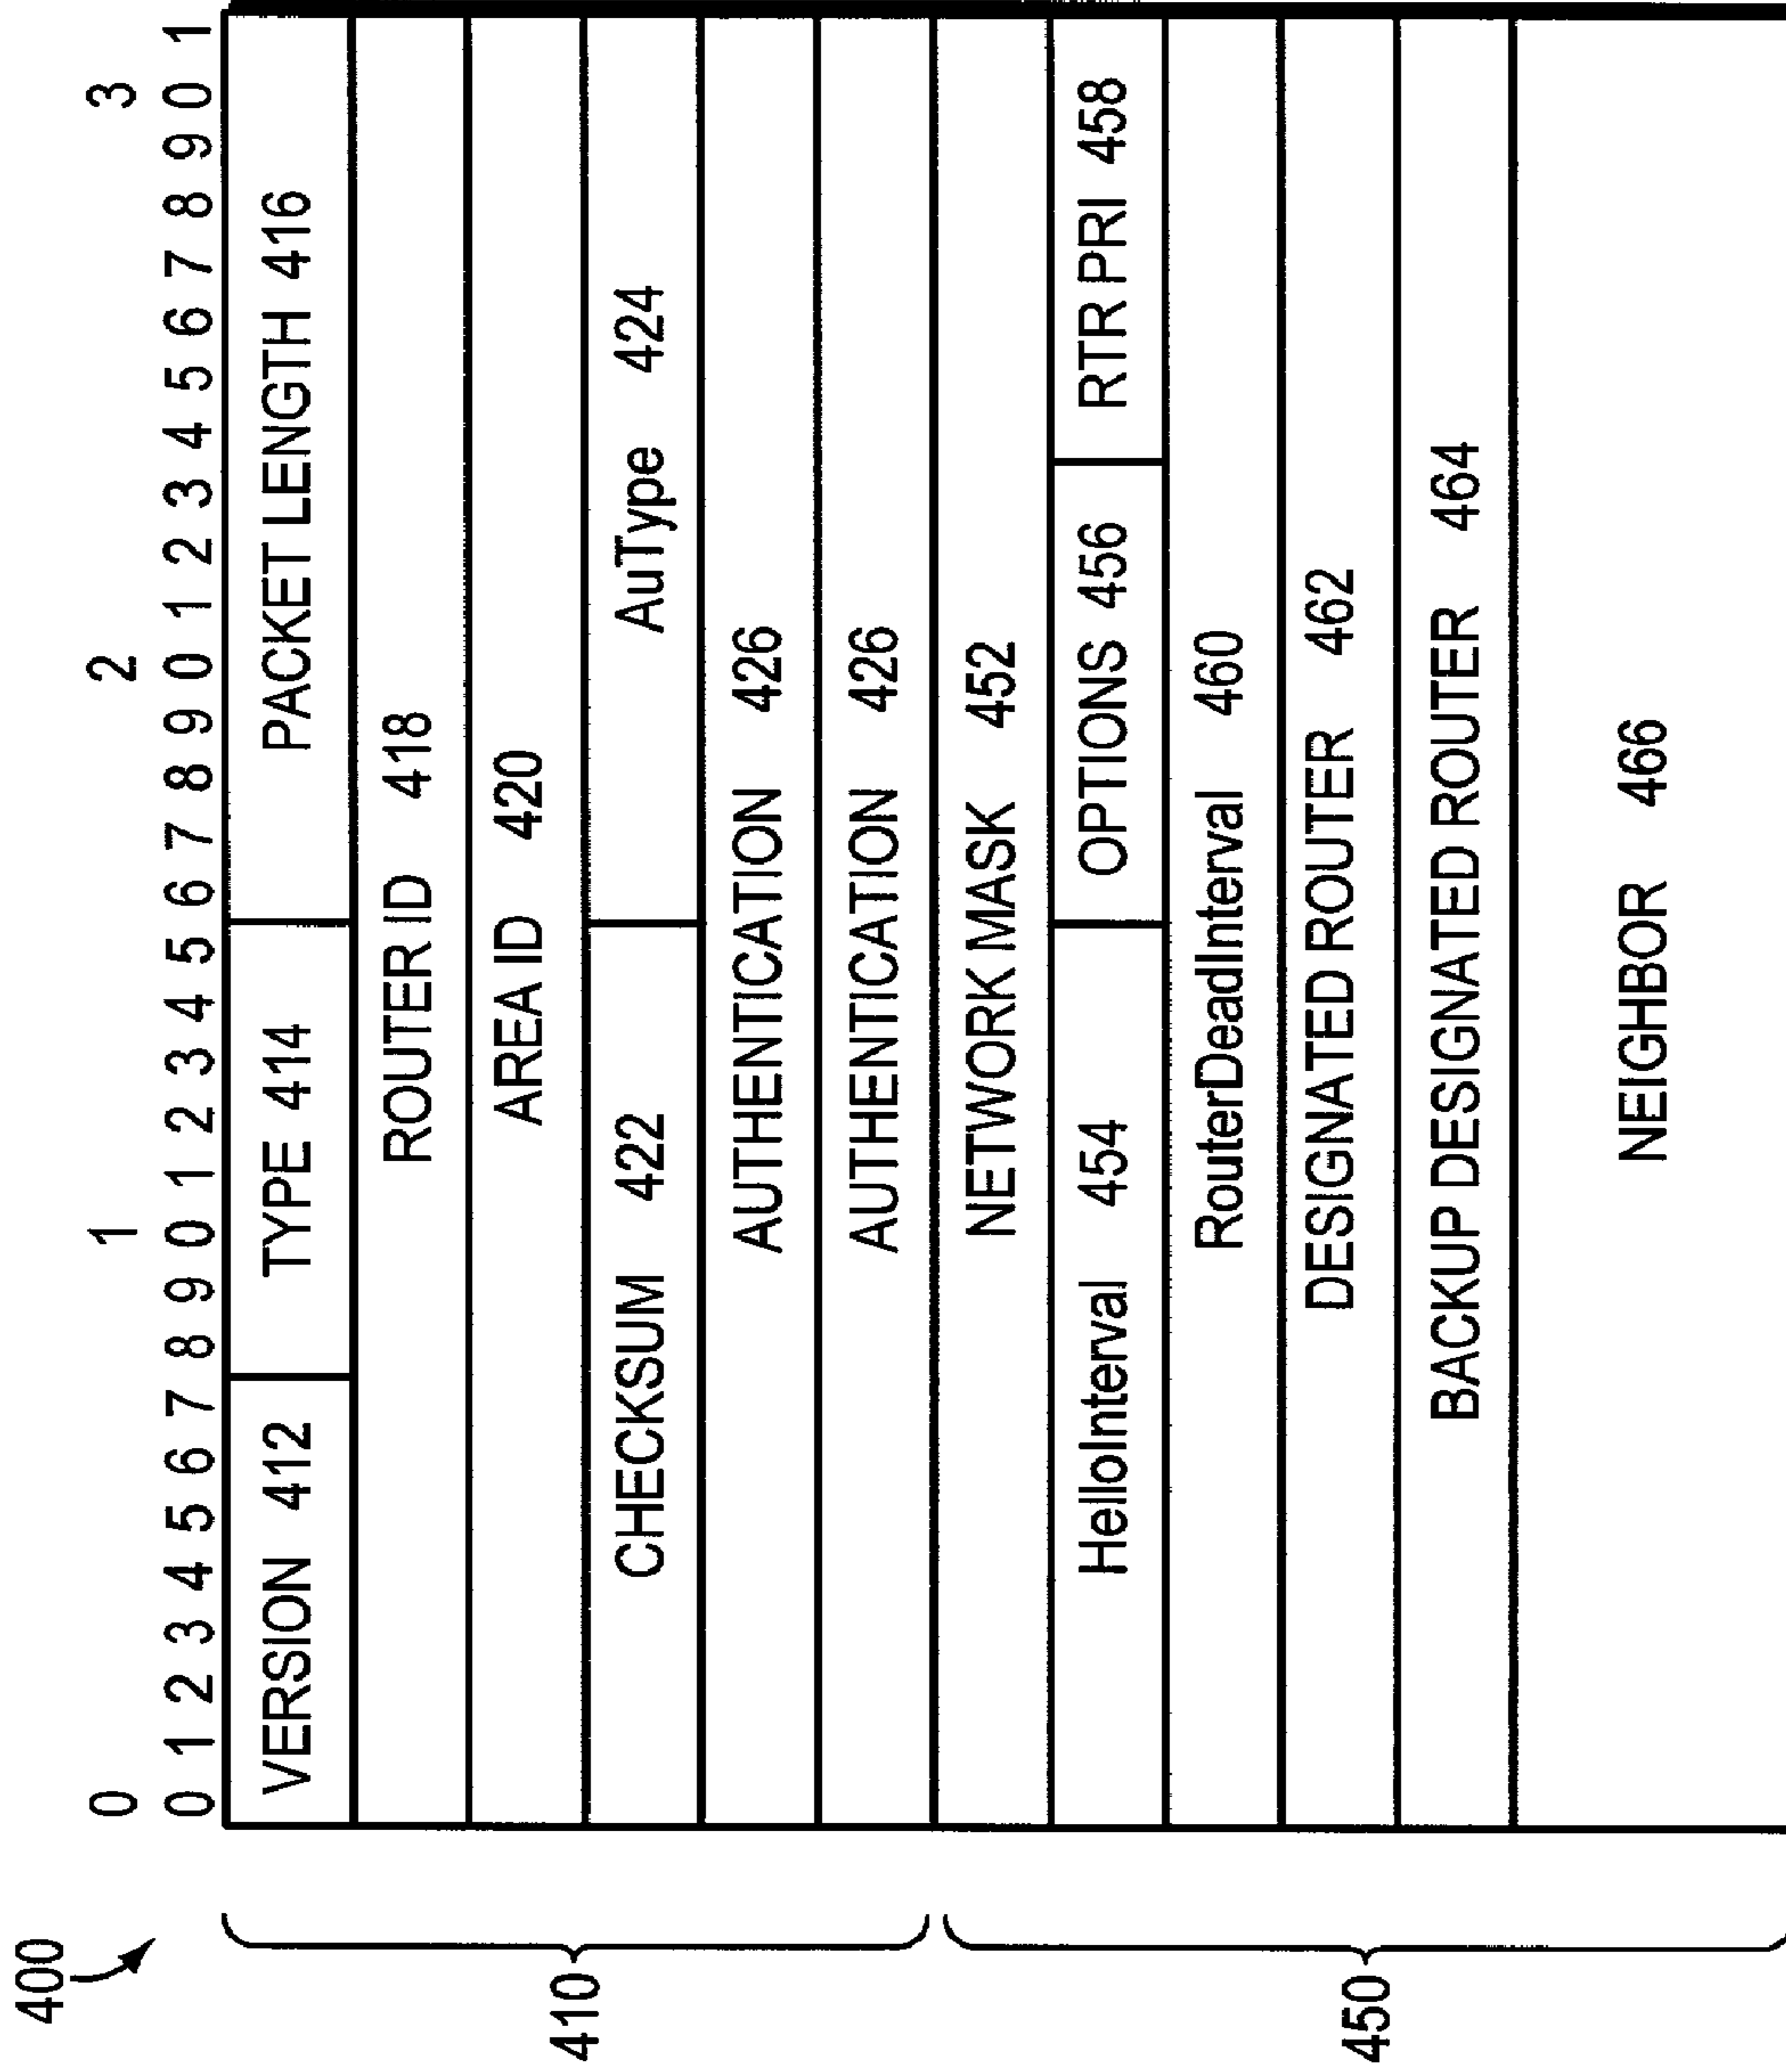 400
0 1 2 3
0 1 2 3 4 5 6 7 8 9 0 1 2 3 4 5 6 7 8 9 0 1 2 3 4 5 6 7 8 9 0 1
410
VERSION 412 TYPE 414 PACKET LENGTH 416
ROUTER ID 418
AREA ID 420
CHECKSUM 422 AuType 424
AUTHENTICATION 426
AUTHENTICATION 426
450
NETWORK MASK 452
HelloInterval 454 OPTIONS 456 RTR PRI 458
RouterDeadInterval 460
DESIGNATED ROUTER 462
BACKUP DESIGNATED ROUTER 464
NEIGHBOR 466